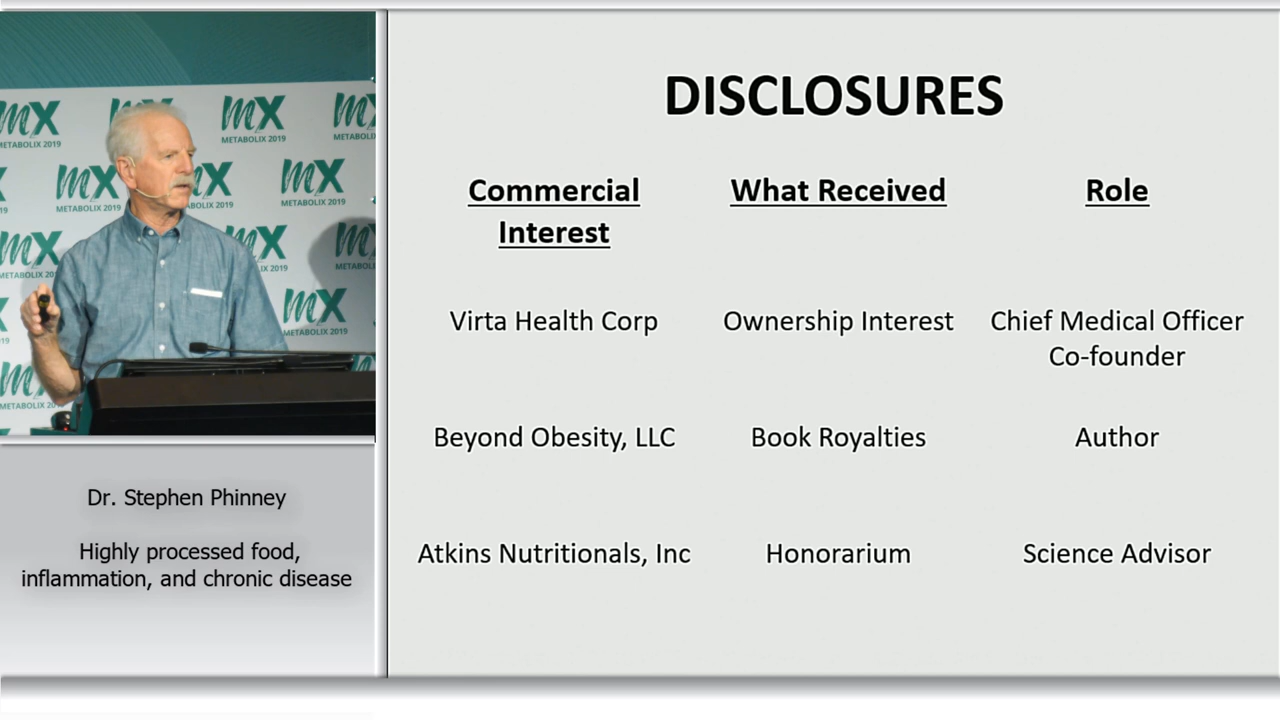 mX
METABOLIX 2019
DISCLOSURES
Commercial Interest
What Received
Role
Virta Health Corp
Ownership Interest
Chief Medical Officer
Co-founder
Beyond Obesity, LLC
Book Royalties
Author
Atkins Nutritionals, Inc
Honorarium
Science Advisor
Dr. Stephen Phinney
Highly processed food,
inflammation, and chronic disease